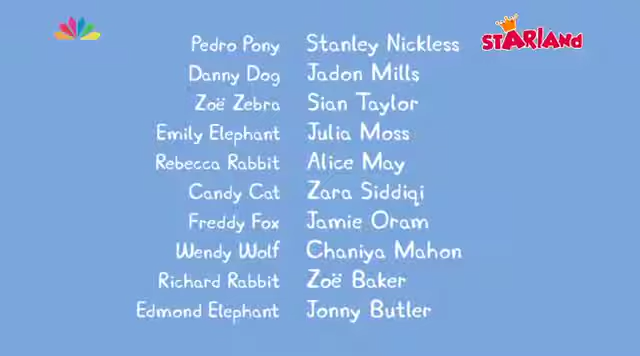 STARLAND
Pedro Pony Stanley Nickless
Danny Dog Jadon Mills
Zoë Zebra Sian Taylor
Emily Elephant Julia Moss
Rebecca Rabbit Alice May
Candy Cat Zara Siddiqi
Freddy Fox Jamie Oram
Wendy Wolf Chaniya Mahon
Richard Rabbit Zoë Baker
Edmond Elephant Jonny Butler